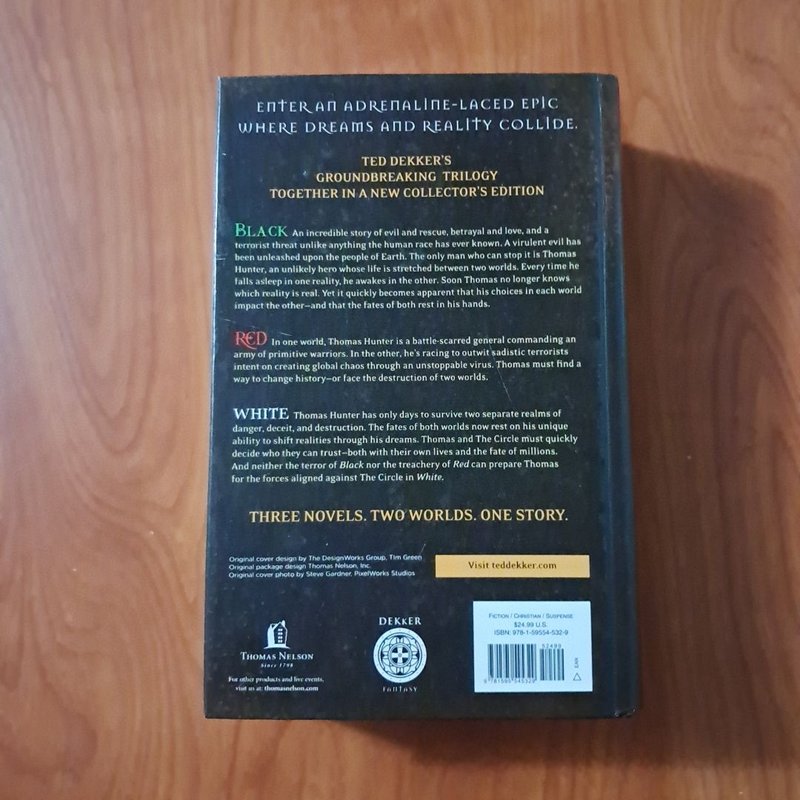 ENTER AN ADRENALINE-LACED EPIC
WHERE DREAMS AND REALITY COLLIDE.
TED DEKKER'S
GROUNDBREAKING TRILOGY
TOGETHER IN A NEW COLLECTOR'S EDITION
BLACK An incredible story of evil and rescue, betrayal and love, and a
terrorist threat unlike anything the human race has ever known. A virulent evil has
been unleashed upon the people of Earth. The only man who can stop it is Thomas
Hunter, an unlikely hero whose life is stretched between two worlds. Every time he
falls asleep in one reality, he awakes in the other. Soon Thomas no longer knows
which reality is real. Yet it quickly becomes apparent that his choices in each world
impact the other—and that the fates of both rest in his hands.
RED In one world, Thomas Hunter is a battle-scarred general commanding an
army of primitive warriors. In the other, he's racing to outwit sadistic terrorists
intent on creating global chaos through an unstoppable virus. Thomas must find a
way to change history—or face the destruction of two worlds.
WHITE Thomas Hunter has only days to survive two separate realms of
danger, deceit, and destruction. The fates of both worlds now rest on his unique
ability to shift realities through his dreams. Thomas and The Circle must quickly
decide who they can trust—both with their own lives and the fate of millions.
And neither the terror of Black nor the treachery of Red can prepare Thomas
for the forces aligned against The Circle in White.
THREE NOVELS. TWO WORLDS. ONE STORY.
Original cover design by The DesignWorks Group, Tim Green
Original package design Thomas Nelson, Inc.
Original cover photo by Steve Gardner, PixelWorks Studios
Visit teddekker.com
THOMAS NELSON
Since 1798
For other products and live events,
visit us at: thomasnelson.com
DEKKER
FANTASY
FICTION / CHRISTIAN / SUSPENSE
$24.99 U.S.
ISBN: 978-1-59554-532-9
52499
EAN
9 781595 545329